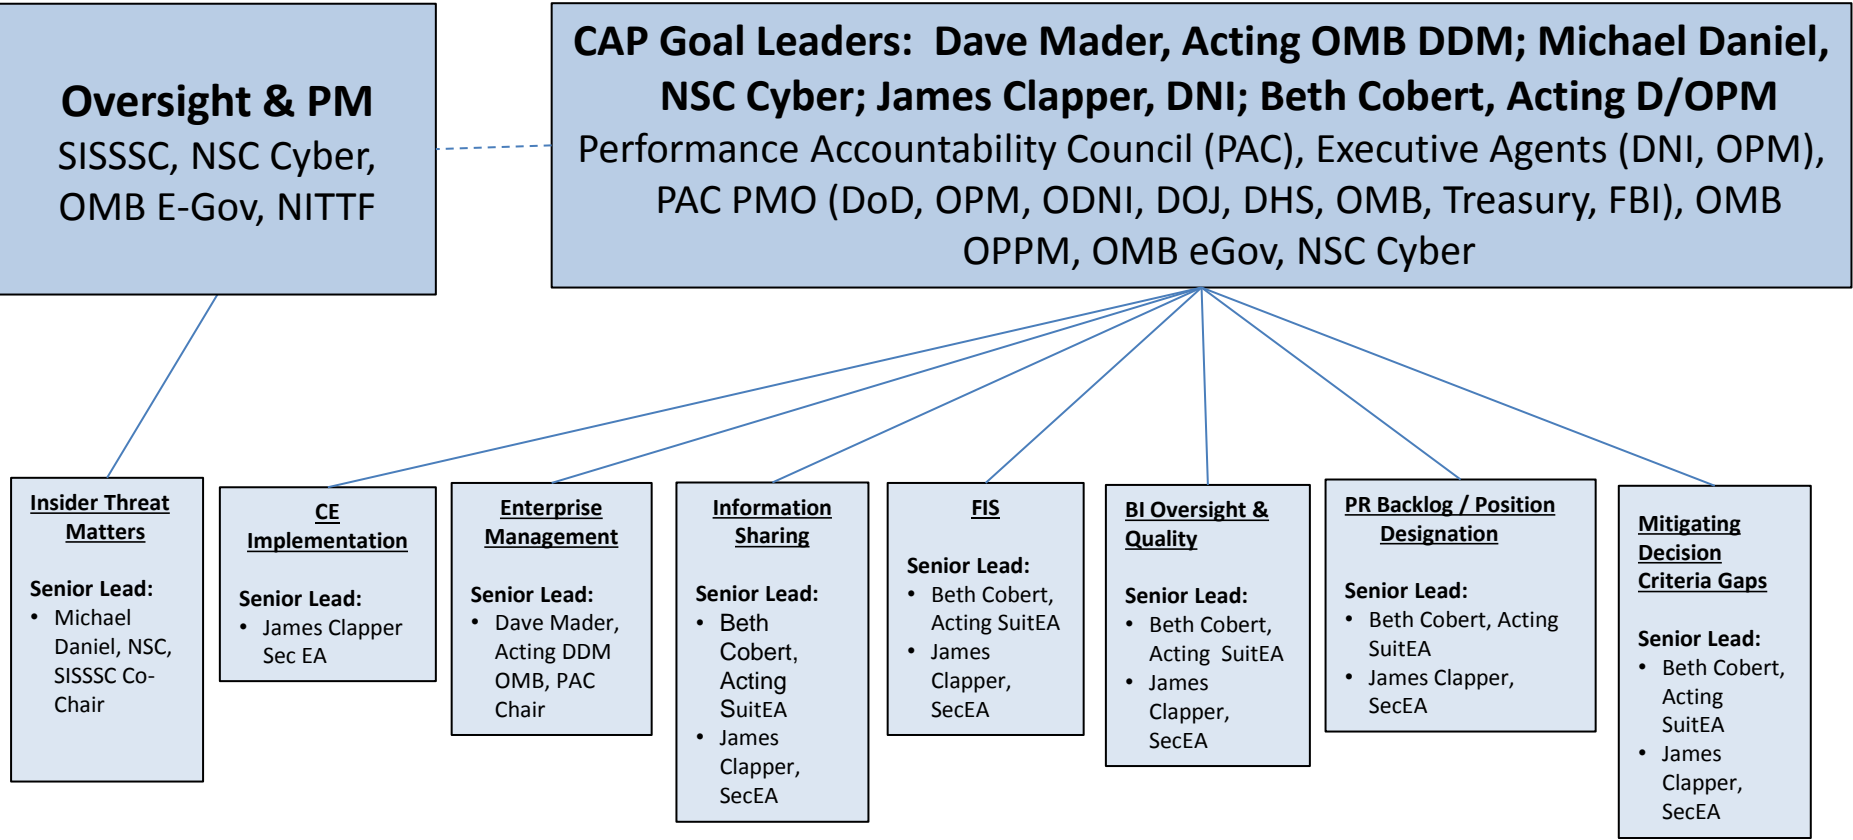 Oversight & PM
SISSSC, NSC Cyber,
OMB E-Gov, NITTF
CAP Goal Leaders: Dave Mader, Acting OMB DDM; Michael Daniel,
NSC Cyber; James Clapper, DNI; Beth Cobert, Acting D/OPM
Performance Accountability Council (PAC), Executive Agents (DNI, OPM),
PAC PMO (DoD, OPM, ODNI, DOJ, DHS, OMB, Treasury, FBI), OMB
OPPM, OMB eGov, NSC Cyber
Insider Threat
Matters
Senior Lead:
• Michael
Daniel, NSC,
SISSSC Co-
Chair
CE
Implementation
Senior Lead:
• James Clapper
Sec EA
Enterprise
Management
Senior Lead:
• Dave Mader,
Acting DDM
OMB, PAC
Chair
Information
Sharing
Senior Lead:
• Beth
Cobert,
Acting
SuitEA
• James
Clapper,
SecEA
FIS
Senior Lead:
• Beth Cobert,
Acting SuitEA
• James
Clapper,
SecEA
BI Oversight &
Quality
Senior Lead:
• Beth Cobert,
Acting SuitEA
• James
Clapper,
SecEA
PR Backlog / Position
Designation
Senior Lead:
• Beth Cobert, Acting
SuitEA
• James Clapper,
SecEA
Mitigating
Decision
Criteria Gaps
Senior Lead:
• Beth Cobert,
Acting
SuitEA
• James
Clapper,
SecEA